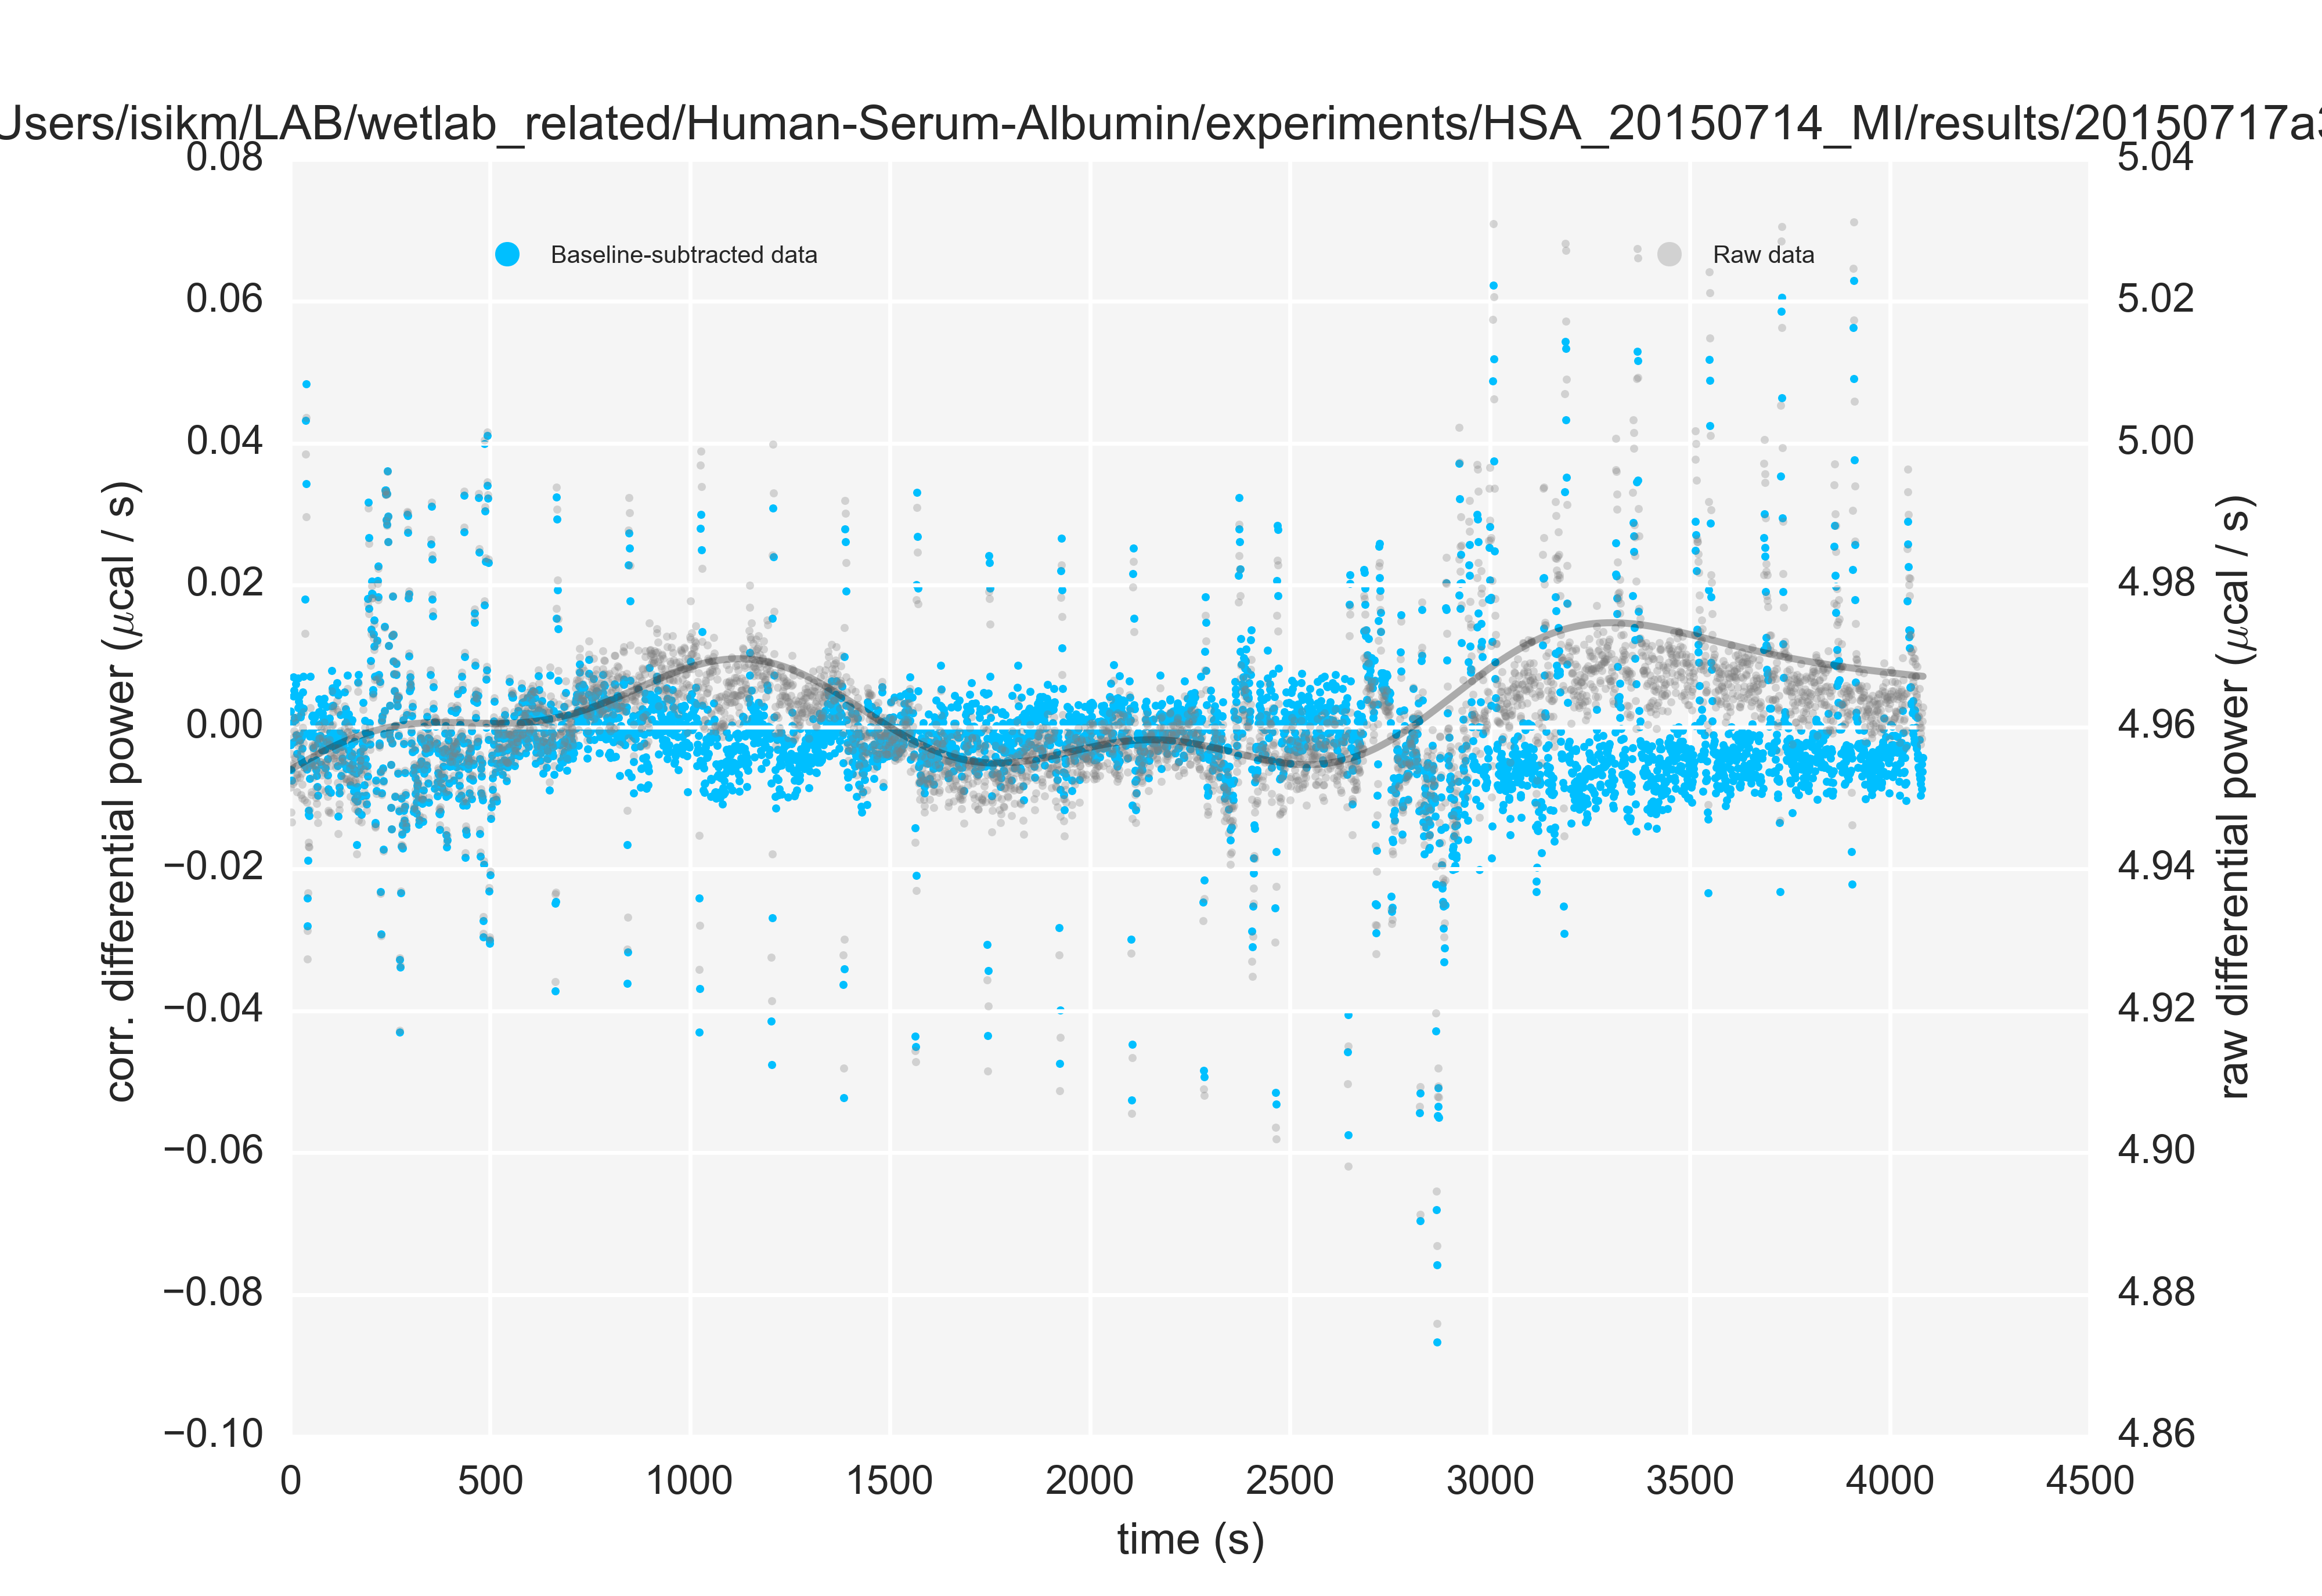 Users/isikm/LAB/wetlab_related/Human-Serum-Albumin/experiments/HSA_20150714_MI/results/20150717a
0.08
0.06
0.04
0.02
0.00
−0.02
−0.04
−0.06
−0.08
−0.10
corr. differential power (μcal / s)
Baseline-subtracted data
Raw data
5.04
5.02
5.00
4.98
4.96
4.94
4.92
4.90
4.88
4.86
raw differential power (μcal / s)
0 500 1000 1500 2000 2500 3000 3500 4000 4500
time (s)